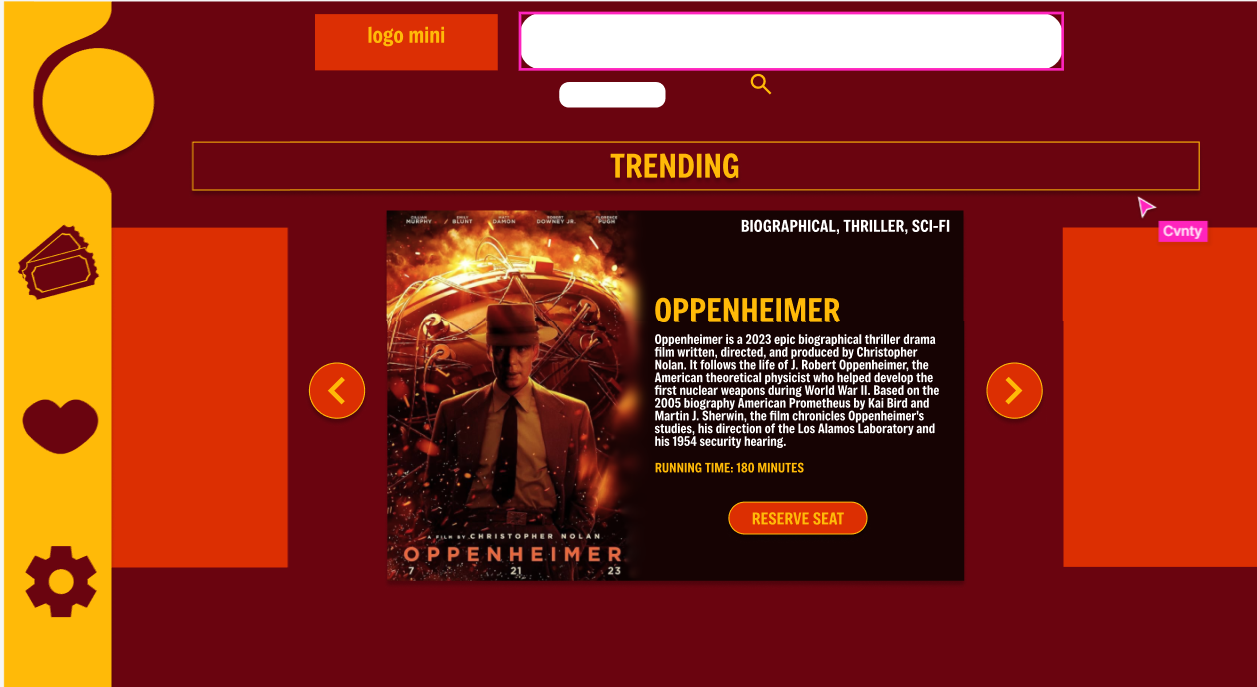 logo mini
TRENDING
Cvnty
CILLIAN MURPHY / EMILY BLUNT / MATT DAMON ROBERT DOWNEY JR. FLORENCE PUGH
BIOGRAPHICAL, THRILLER, SCI-FI
OPPENHEIMER
Oppenheimer is a 2023 epic biographical thriller drama
film written, directed, and produced by Christopher
Nolan. It follows the life of J. Robert Oppenheimer, the
American theoretical physicist who helped develop the
first nuclear weapons during World War II. Based on the
2005 biography American Prometheus by Kai Bird and
Martin J. Sherwin, the film chronicles Oppenheimer's
studies, his direction of the Los Alamos Laboratory and
his 1954 security hearing.
RUNNING TIME: 180 MINUTES
RESERVE SEAT
A FILM BY CHRISTOPHER NOLAN
OPPENHEIMER
7 21 23